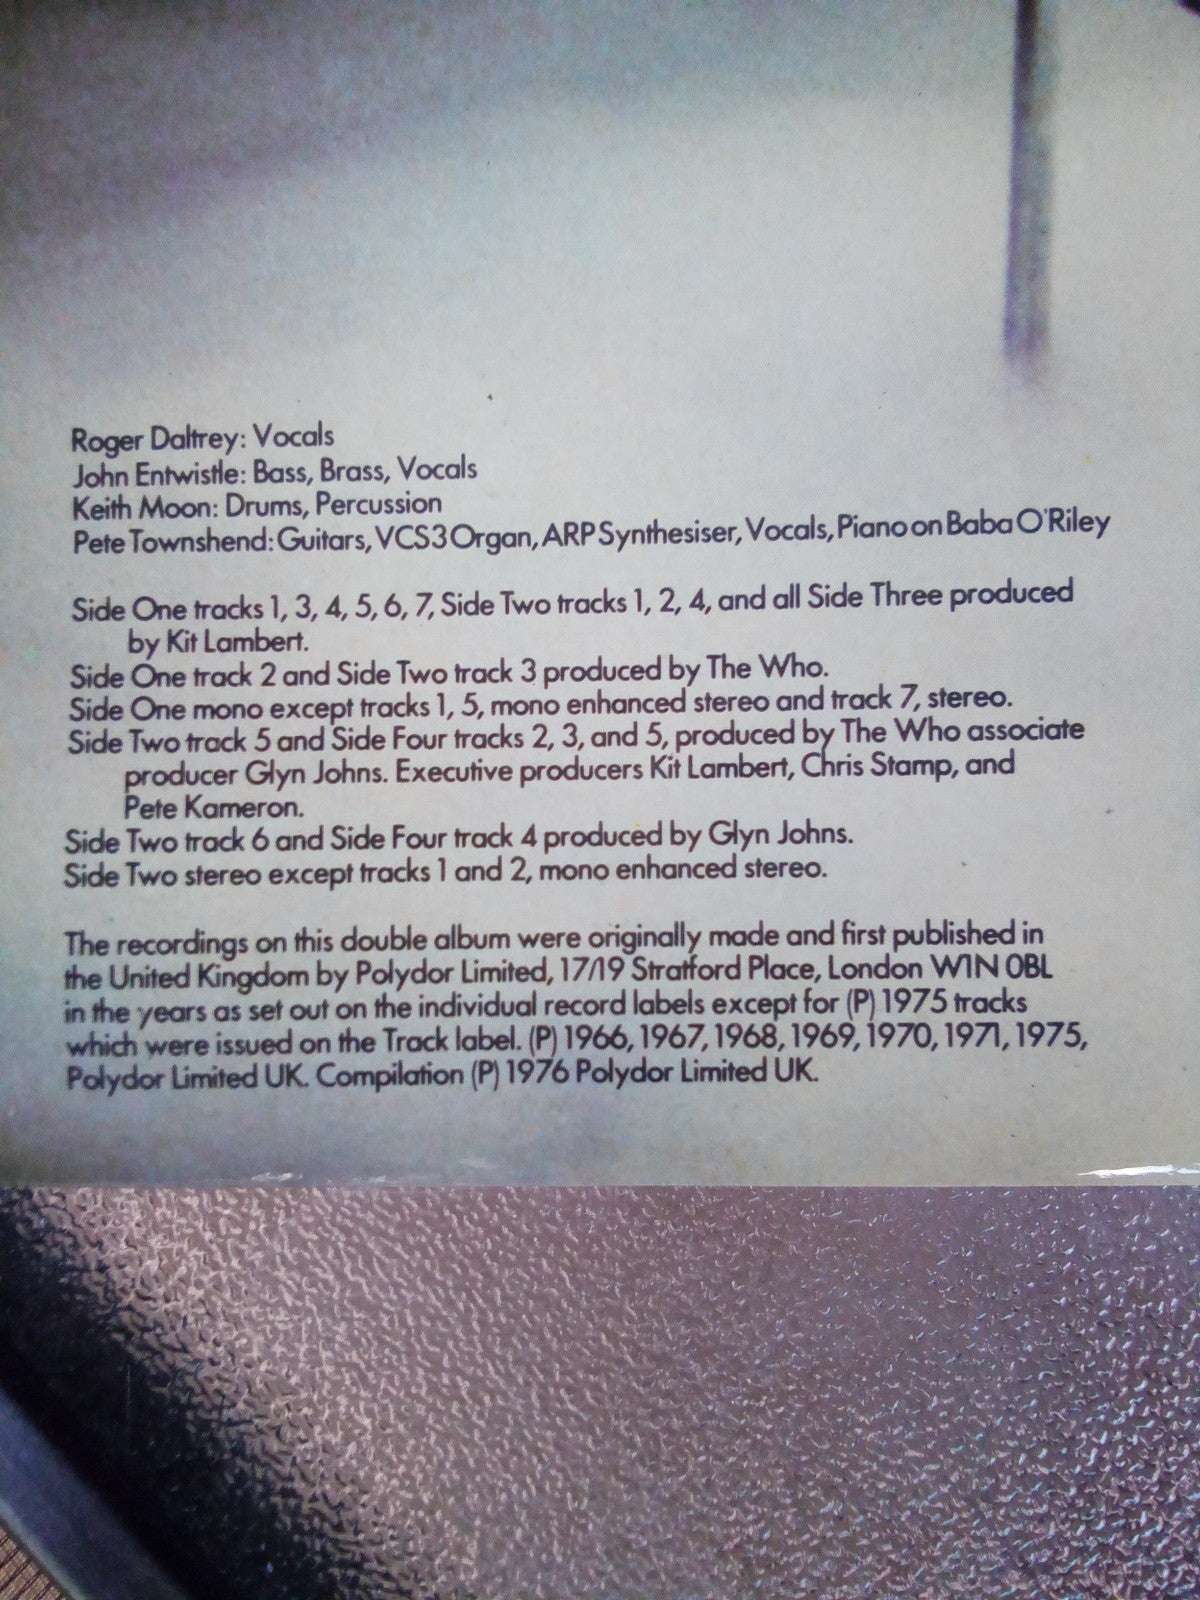 Roger Daltrey: Vocals
John Entwistle: Bass, Brass, Vocals
Keith Moon: Drums, Percussion
Pete Townshend: Guitars, VCS3 Organ, ARP Synthesiser, Vocals, Piano on Baba O'Riley
Side One tracks 1, 3, 4, 5, 6, 7, Side Two tracks 1, 2, 4, and all Side Three produced
by Kit Lambert.
Side One track 2 and Side Two track 3 produced by The Who.
Side One mono except tracks 1, 5, mono enhanced stereo and track 7, stereo.
Side Two track 5 and Side Four tracks 2, 3, and 5, produced by The Who associate
producer Glyn Johns. Executive producers Kit Lambert, Chris Stamp, and
Pete Kameron.
Side Two track 6 and Side Four track 4 produced by Glyn Johns.
Side Two stereo except tracks 1 and 2, mono enhanced stereo.
The recordings on this double album were originally made and first published in
the United Kingdom by Polydor Limited, 17/19 Stratford Place, London W1N 0BL
in the years as set out on the individual record labels except for (P) 1975 tracks
which were issued on the Track label. (P) 1966, 1967, 1968, 1969, 1970, 1971, 1975,
Polydor Limited UK. Compilation (P) 1976 Polydor Limited UK.